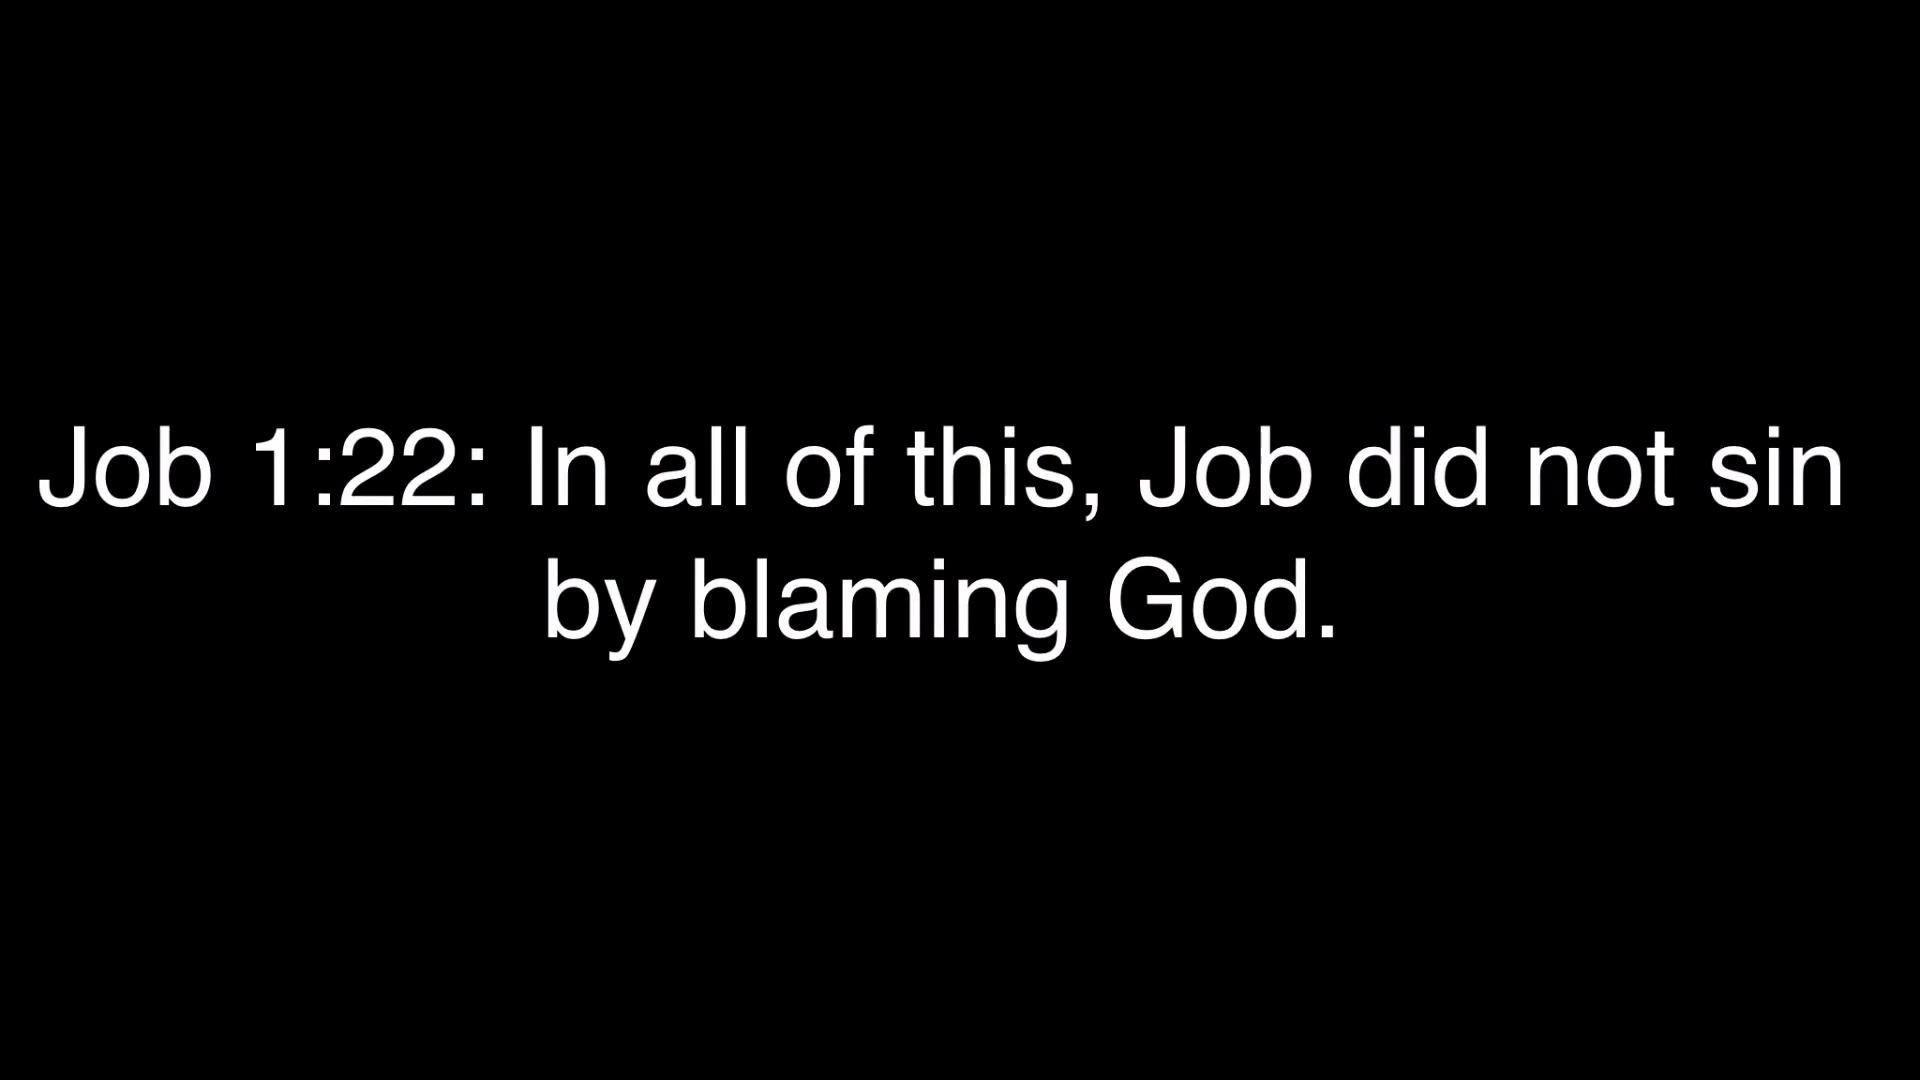 Job 1:22: In all of this, Job did not sin
by blaming God.